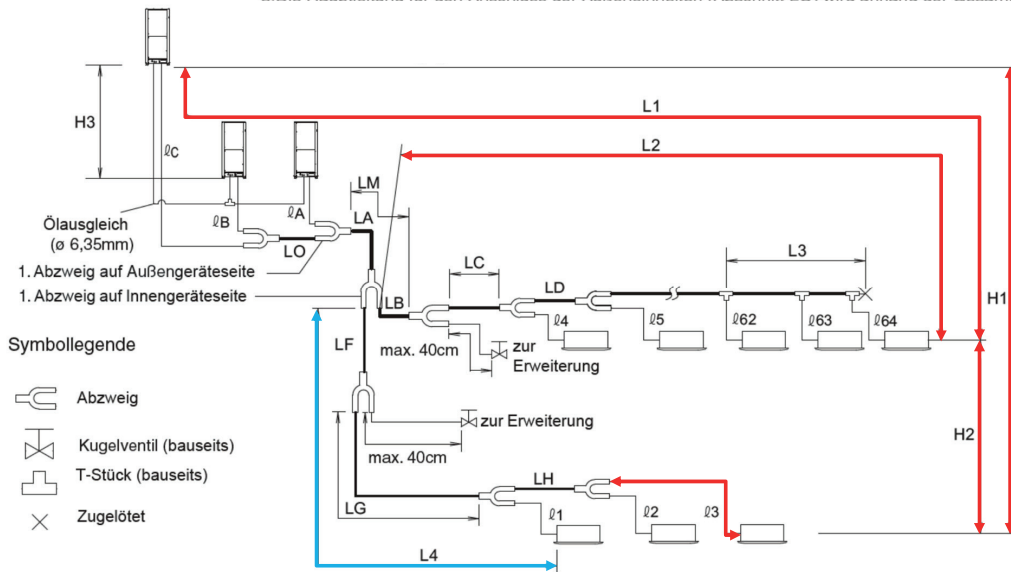 L1
H3
L2
ℓC
LM
Ölausgleich
(ø 6,35mm)
ℓB
ℓA
LA
LO
1. Abzweig auf Außengeräteseite
1. Abzweig auf Innengeräteseite
LC
L3
LD
LB
H1
ℓ4
ℓ5
ℓ62
ℓ63
ℓ64
LF
max. 40cm
zur
Erweiterung
Symbollegende
Abzweig
zur Erweiterung
H2
Kugelventil (bauseits)
max. 40cm
T-Stück (bauseits)
LH
LG
ℓ1
ℓ2
ℓ3
Zugelötet
L4